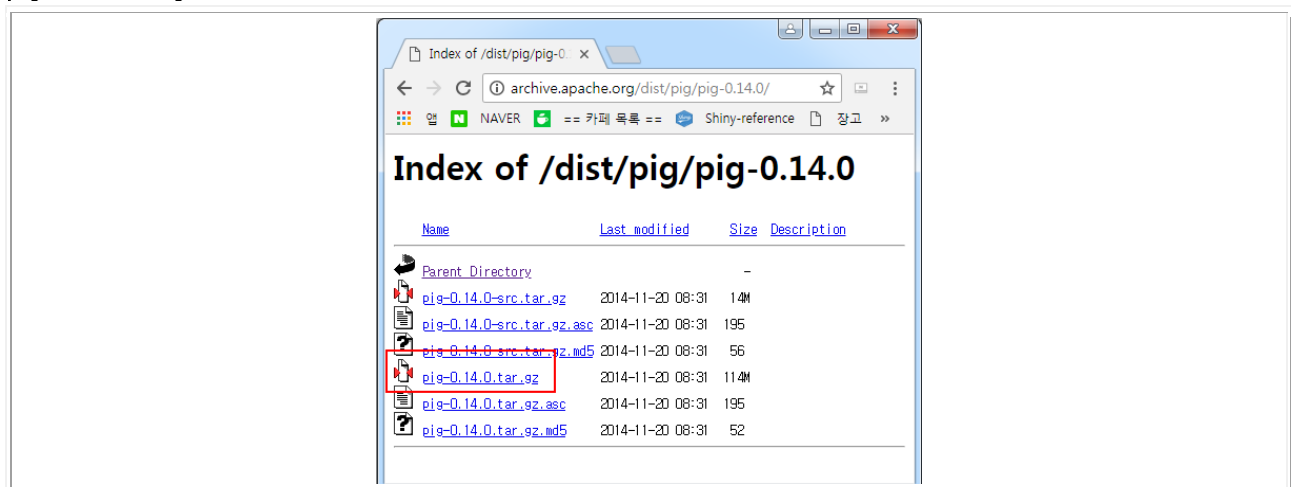 Index of /dist/pig/pig-0.
archive.apache.org/dist/pig/pig-0.14.0/
앱 NAVER == 카페 목록 == Shiny-reference 장고 »
Index of /dist/pig/pig-0.14.0
Name Last modified Size Description
Parent Directory -
pig-0.14.0-src.tar.gz 2014-11-20 08:31 14M
pig-0.14.0-src.tar.gz.asc 2014-11-20 08:31 195
pig-0.14.0-src.tar.gz.md5 2014-11-20 08:31 56
pig-0.14.0.tar.gz 2014-11-20 08:31 114M
pig-0.14.0.tar.gz.asc 2014-11-20 08:31 195
pig-0.14.0.tar.gz.md5 2014-11-20 08:31 52